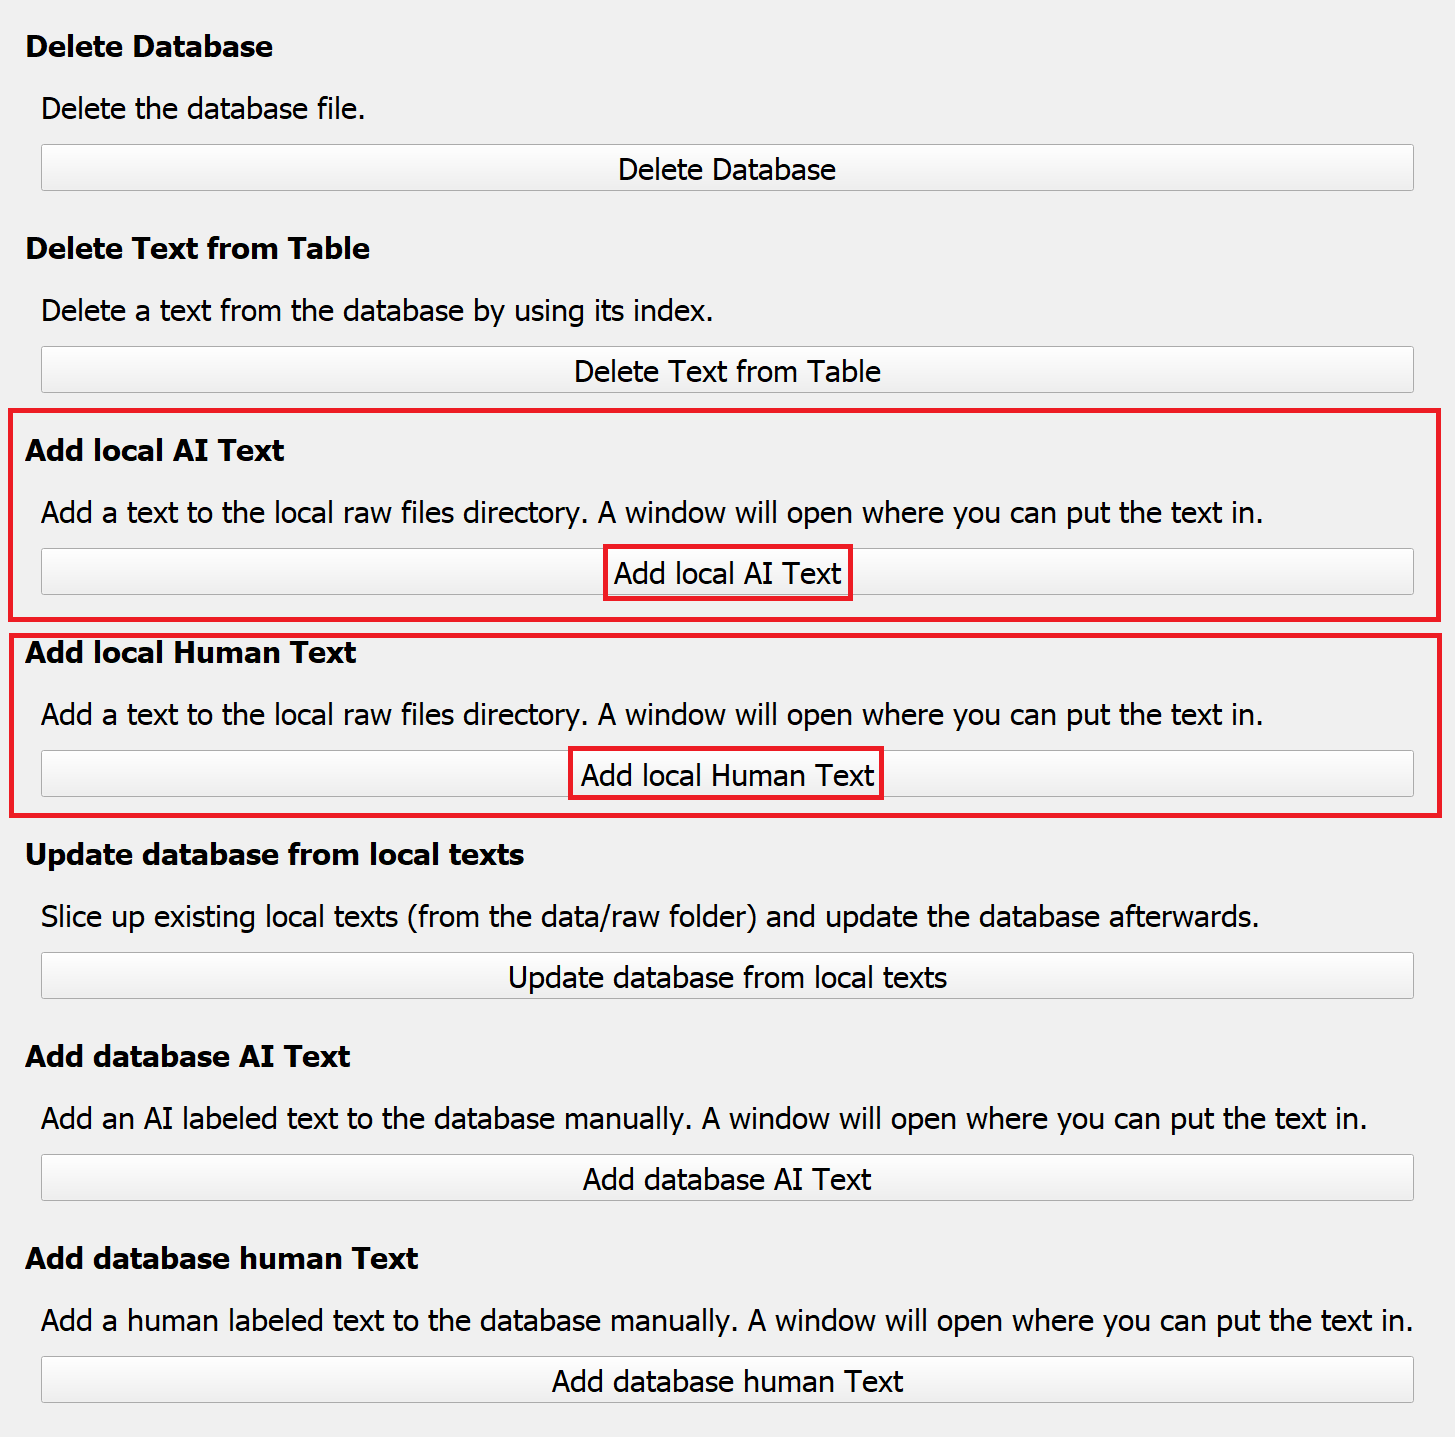 Delete Database
Delete the database file.
Delete Database
Delete Text from Table
Delete a text from the database by using its index.
Delete Text from Table
Add local AI Text
Add a text to the local raw files directory. A window will open where you can put the text in.
Add local AI Text
Add local Human Text
Add a text to the local raw files directory. A window will open where you can put the text in.
Add local Human Text
Update database from local texts
Slice up existing local texts (from the data/raw folder) and update the database afterwards.
Update database from local texts
Add database AI Text
Add an AI labeled text to the database manually. A window will open where you can put the text in.
Add database AI Text
Add database human Text
Add a human labeled text to the database manually. A window will open where you can put the text in.
Add database human Text